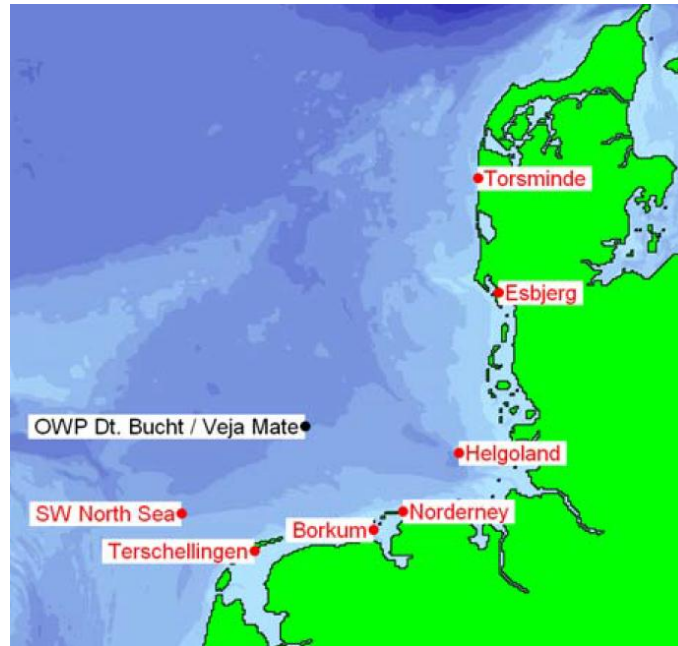 Torsminde
Esbjerg
OWP Dt. Bucht / Veja Mate
Helgoland
SW North Sea
Norderney
Borkum
Terschellingen